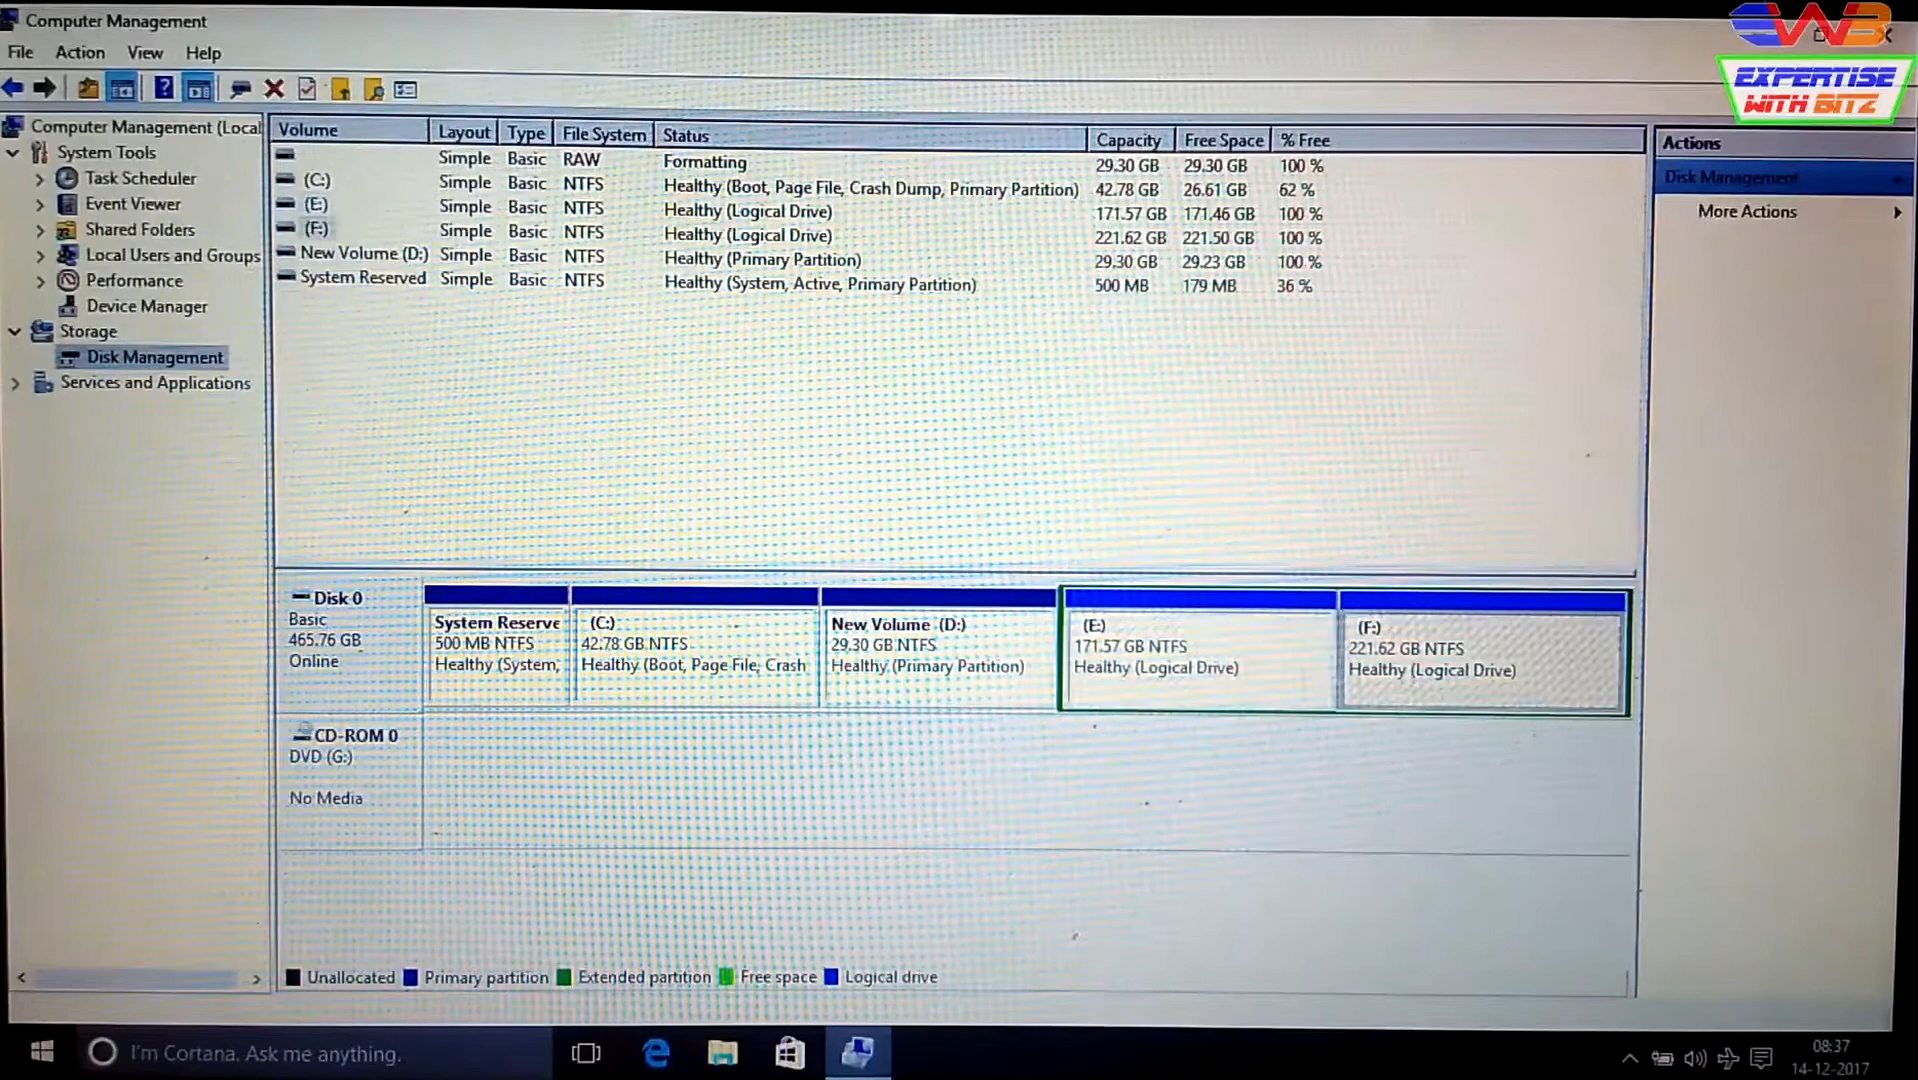 Computer Management
File Action View Help
EWB
EXPERTISE
WITH BITZ
Computer Management (Local
System Tools
Task Scheduler
Event Viewer
Shared Folders
Local Users and Groups
Performance
Device Manager
Storage
Disk Management
Services and Applications
Volume Layout Type File System Status Capacity Free Space % Free
Simple Basic RAW Formatting 29.30 GB 29.30 GB 100 %
(C:) Simple Basic NTFS Healthy (Boot, Page File, Crash Dump, Primary Partition) 42.78 GB 26.61 GB 62 %
(E:) Simple Basic NTFS Healthy (Logical Drive) 171.57 GB 171.46 GB 100 %
(F:) Simple Basic NTFS Healthy (Logical Drive) 221.62 GB 221.50 GB 100 %
New Volume (D:) Simple Basic NTFS Healthy (Primary Partition) 29.30 GB 29.23 GB 100 %
System Reserved Simple Basic NTFS Healthy (System, Active, Primary Partition) 500 MB 179 MB 36 %
Actions
Disk Management
More Actions
Disk 0
Basic
465.76 GB
Online
System Reserve
500 MB NTFS
Healthy (System,
(C:)
42.78 GB NTFS
Healthy (Boot, Page File, Crash
New Volume (D:)
29.30 GB NTFS
Healthy (Primary Partition)
(E:)
171.57 GB NTFS
Healthy (Logical Drive)
(F:)
221.62 GB NTFS
Healthy (Logical Drive)
CD-ROM 0
DVD (G:)
No Media
Unallocated Primary partition Extended partition Free space Logical drive
I'm Cortana. Ask me anything.
08:37
14-12-2017